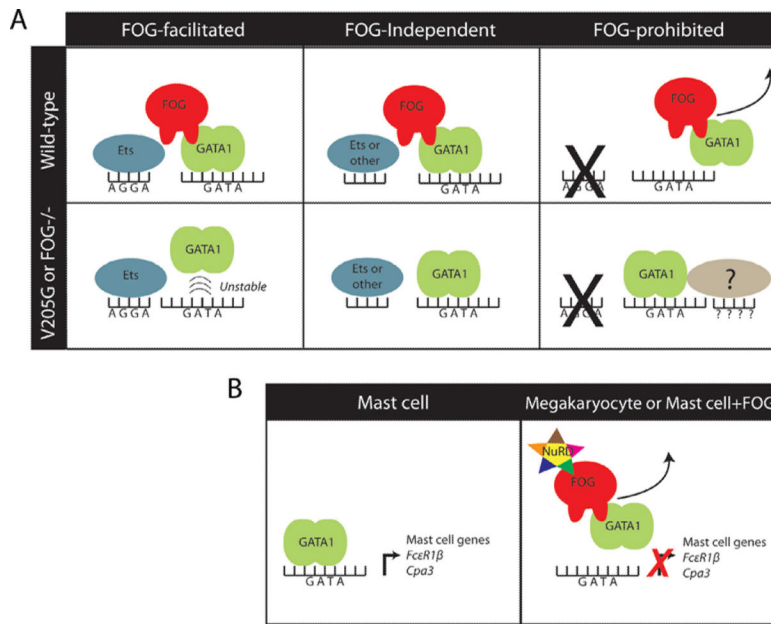 A
FOG-facilitated
FOG-Independent
FOG-prohibited
Wild-type
FOG
Ets
GATA1
AGGA
GATA
FOG
Ets or
other
GATA1
GATA
FOG
GATA1
AGGA
GATA
V205G or FOG-/-
GATA1
Ets
Unstable
AGGA
GATA
Ets or
other
GATA1
GATA
GATA1
?
AGGA
GATA
? ? ? ?
B
Mast cell
Megakaryocyte or Mast cell+FOG
GATA1
GATA
Mast cell genes
FcεR1β
Cpa3
NuRD
FOG
GATA1
GATA
Mast cell genes
FcεR1β
Cpa3